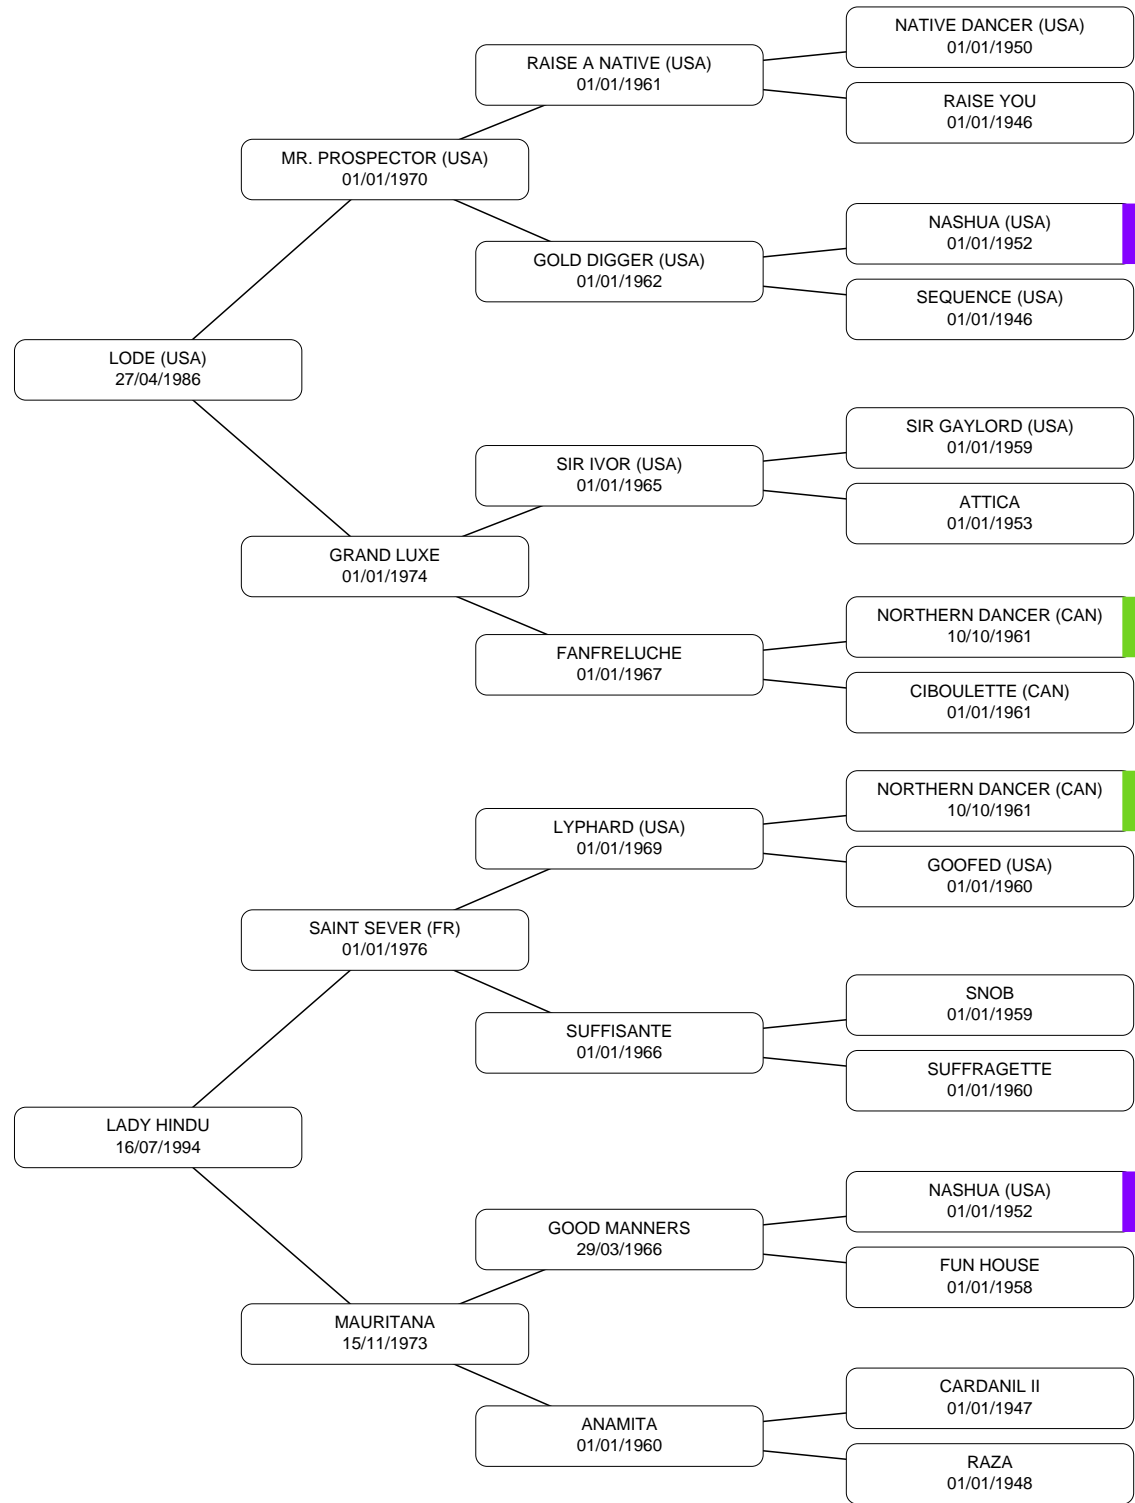 NATIVE DANCER (USA)
01/01/1950
RAISE A NATIVE (USA)
01/01/1961
RAISE YOU
01/01/1946
MR. PROSPECTOR (USA)
01/01/1970
NASHUA (USA)
01/01/1952
GOLD DIGGER (USA)
01/01/1962
SEQUENCE (USA)
01/01/1946
LODE (USA)
27/04/1986
SIR GAYLORD (USA)
01/01/1959
SIR IVOR (USA)
01/01/1965
ATTICA
01/01/1953
GRAND LUXE
01/01/1974
NORTHERN DANCER (CAN)
10/10/1961
FANFRELUCHE
01/01/1967
CIBOULETTE (CAN)
01/01/1961
NORTHERN DANCER (CAN)
10/10/1961
LYPHARD (USA)
01/01/1969
GOOFED (USA)
01/01/1960
SAINT SEVER (FR)
01/01/1976
SNOB
01/01/1959
SUFFISANTE
01/01/1966
SUFFRAGETTE
01/01/1960
LADY HINDU
16/07/1994
NASHUA (USA)
01/01/1952
GOOD MANNERS
29/03/1966
FUN HOUSE
01/01/1958
MAURITANA
15/11/1973
CARDANIL II
01/01/1947
ANAMITA
01/01/1960
RAZA
01/01/1948